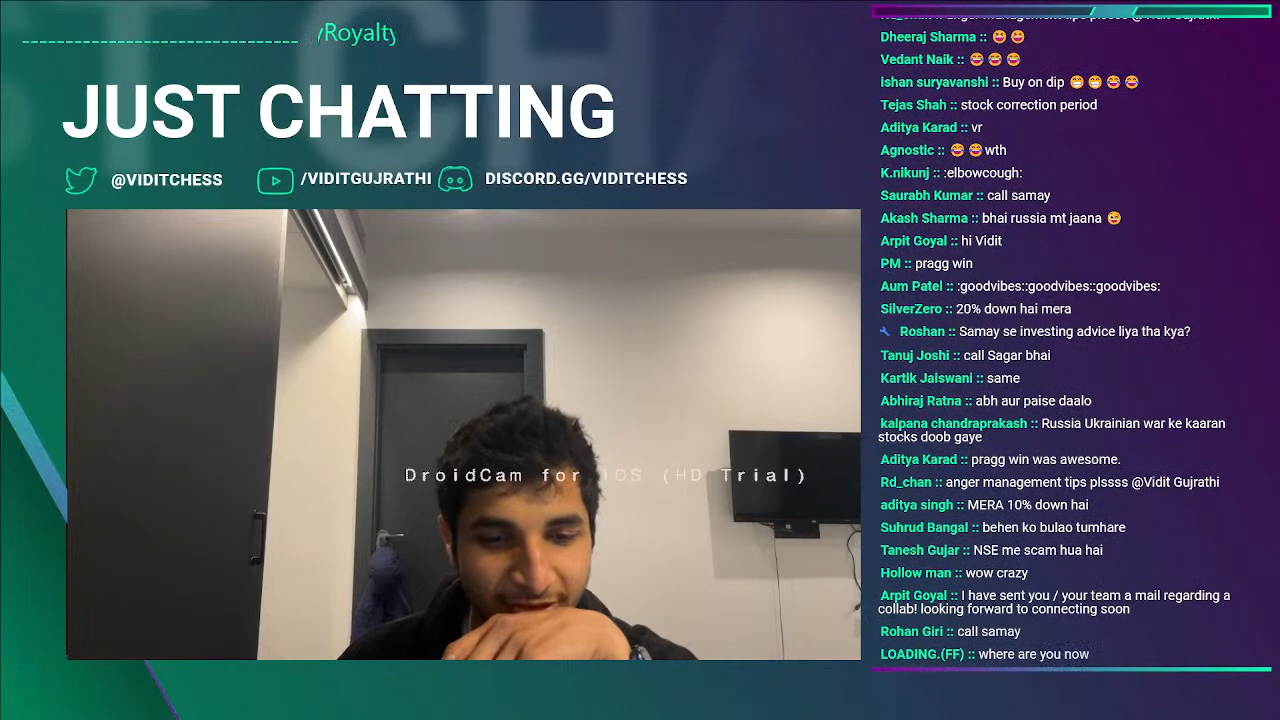 /Royalty
JUST CHATTING
@VIDITCHESS
/VIDITGUJRATHI
DISCORD.GG/VIDITCHESS
DroidCam for iOS (HD Trial)
Dheeraj Sharma :: 😆 😆
Vedant Naik :: 😂 😂 😂
Ishan suryavanshi :: Buy on dip 😁 😁 😂 😂
Tejas Shah :: stock correction period
Aditya Karad :: vr
Agnostic :: 😂 😂 wth
K.nikunj :: :elbowcough:
Saurabh Kumar :: call samay
Akash Sharma :: bhai russia mt jaana 😜
Arpit Goyal :: hi Vidit
PM :: pragg win
Aum Patel :: :goodvibes::goodvibes::goodvibes:
SilverZero :: 20% down hai mera
Roshan :: Samay se investing advice liya tha kya?
Tanuj Joshi :: call Sagar bhai
Kartik Jaiswani :: same
Abhiraj Ratna :: abh aur paise daalo
kalpana chandraprakash :: Russia Ukrainian war ke kaaran
stocks doob gaye
Aditya Karad :: pragg win was awesome.
Rd_chan :: anger management tips plssss @Vidit Gujrathi
aditya singh :: MERA 10% down hai
Suhrud Bangal :: behen ko bulao tumhare
Tanesh Gujar :: NSE me scam hua hai
Hollow man :: wow crazy
Arpit Goyal :: I have sent you / your team a mail regarding a
collab! looking forward to connecting soon
Rohan Giri :: call samay
LOADING.(FF) :: where are you now